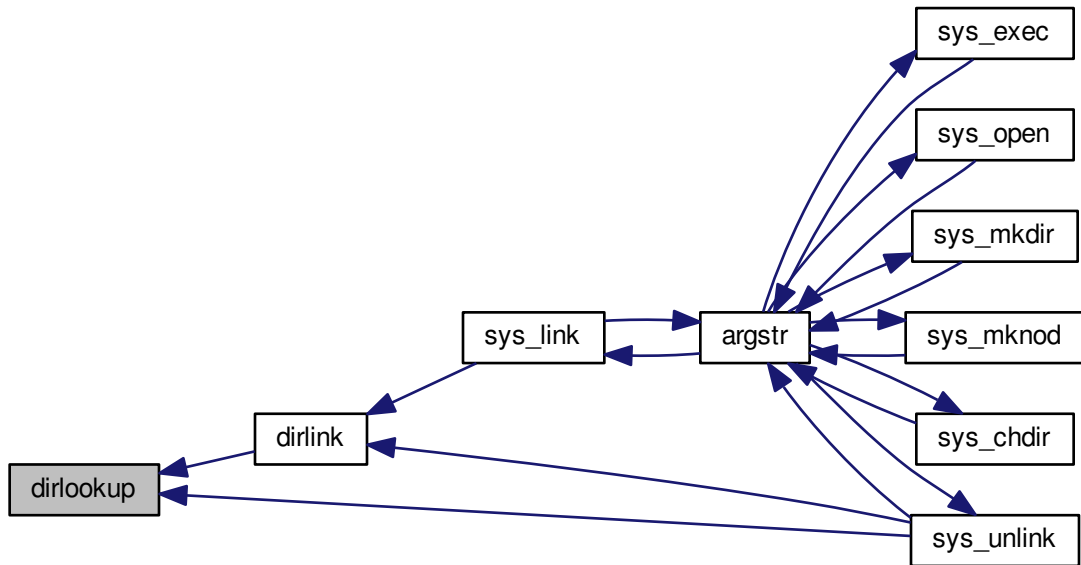 sys_exec
sys_open
sys_mkdir
sys_link
argstr
sys_mknod
dirlink
sys_chdir
dirlookup
sys_unlink